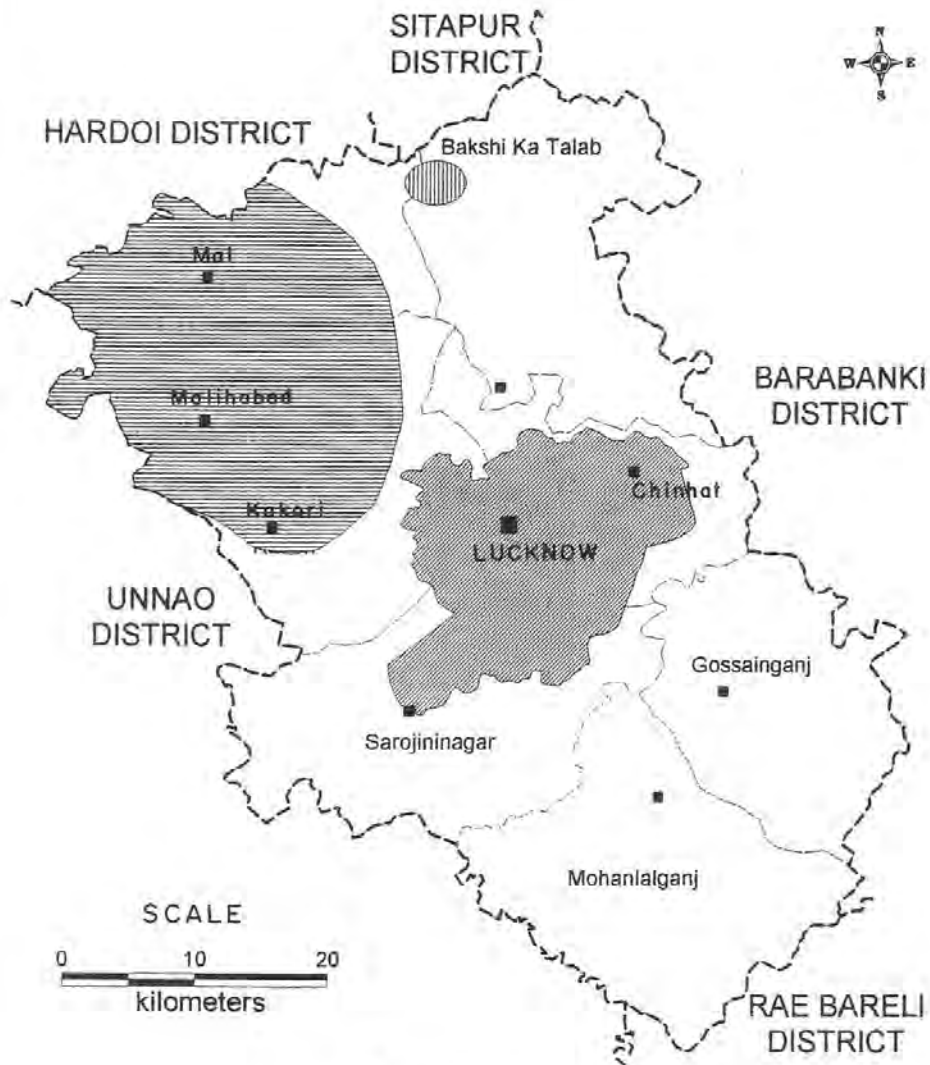 SITAPUR
DISTRICT
N
W E
S
HARDOI DISTRICT
Bakshi Ka Talab
Mal
BARABANKI
DISTRICT
Malihabad
Chinhat
Kakori
LUCKNOW
UNNAO
DISTRICT
Gossainganj
Sarojininagar
Mohanlalganj
SCALE
0 10 20
kilometers
RAE BARELI
DISTRICT